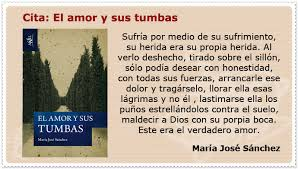 Cita: El amor y sus tumbas
Sufría por medio de su sufrimiento,
su herida era su propia herida. Al
verlo deshecho, tirado sobre el sillón,
sólo podía desear con honestidad,
con todas sus fuerzas, arrancarle ese
dolor y tragárselo, llorar ella esas
lágrimas y no él , lastimarse ella los
puños estrellándolos contra el suelo,
maldecir a Dios con su porpia boca.
Este era el verdadero amor.
María José Sánchez
EL AMOR Y SUS
TUMBAS
María José Sánchez